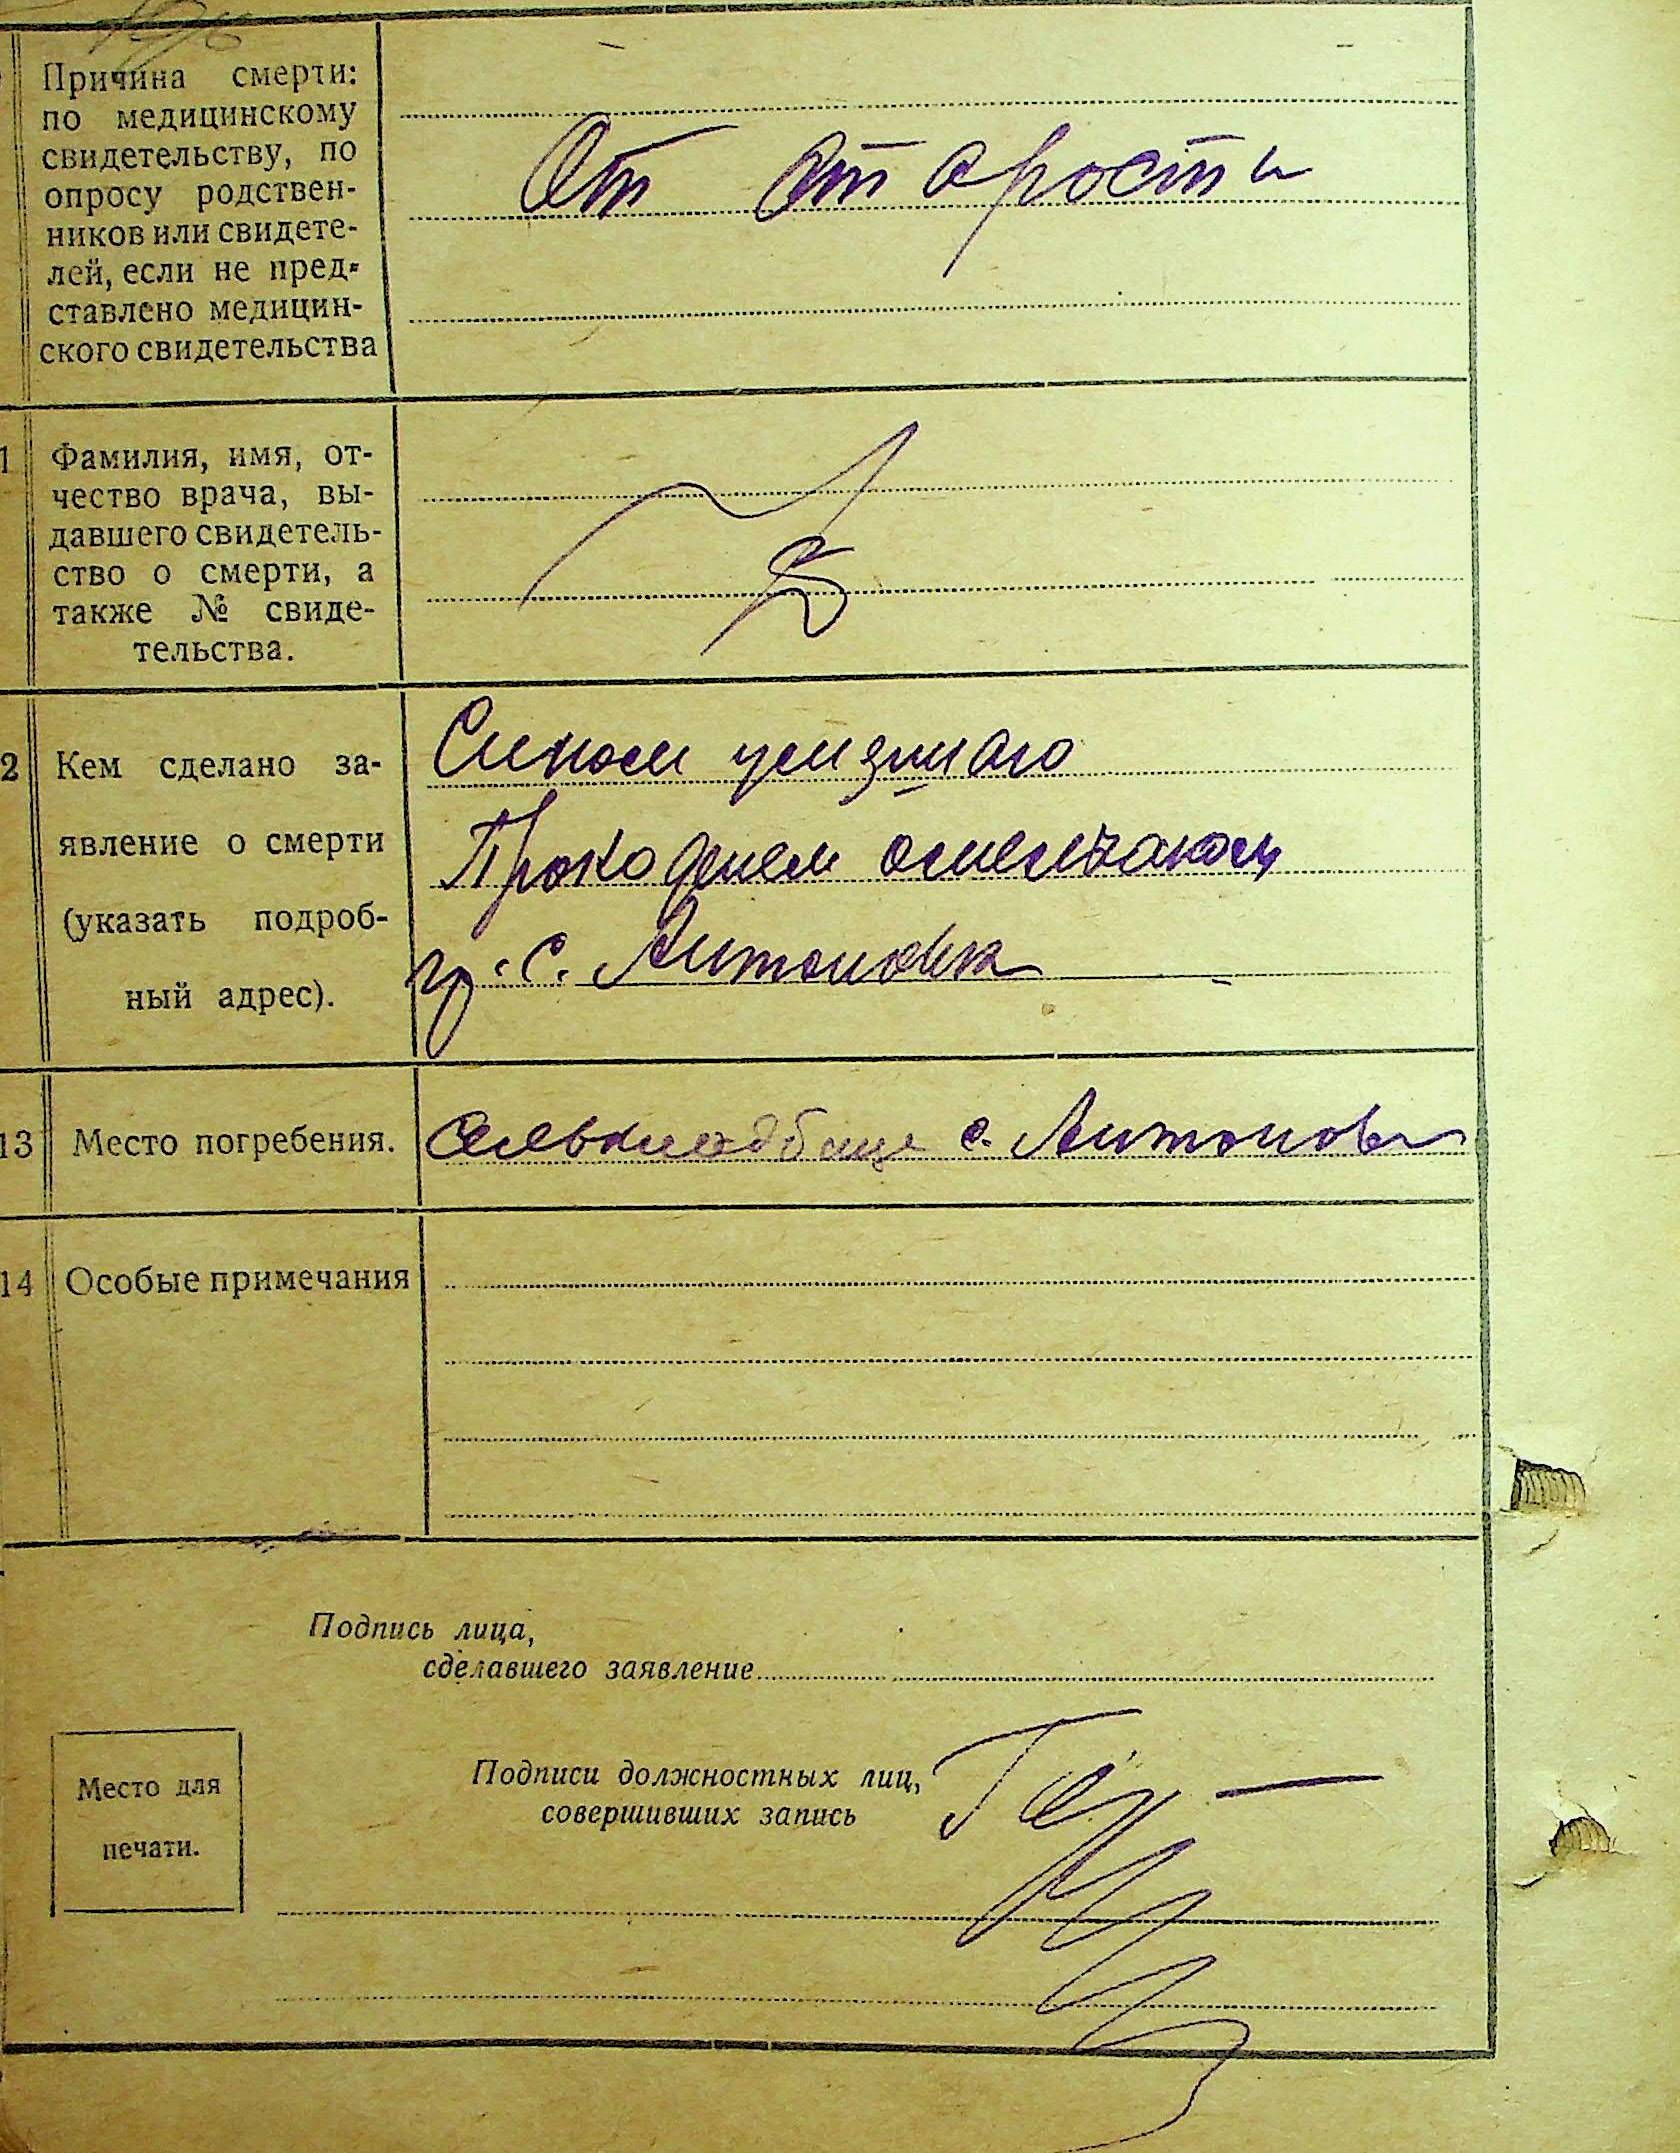 Причина смерти:
по медицинскому
свидетельству, по
опросу родствен-
ников или свидете-
лей, если не пред-
ставлено медицин-
ского свидетельства
От старости
1
Фамилия, имя, от-
чество врача, вы-
давшего свидетель-
ство о смерти, а
также № свиде-
тельства.
2
Кем сделано за-
явление о смерти
(указать подроб-
ный адрес).
Сином
с. Антоновка
13
Место погребения.
с. Антоновк
14
Особые примечания
Подпись лица,
сделавшего заявление
Подписи должностных лиц,
совершивших запись
Место для
печати.